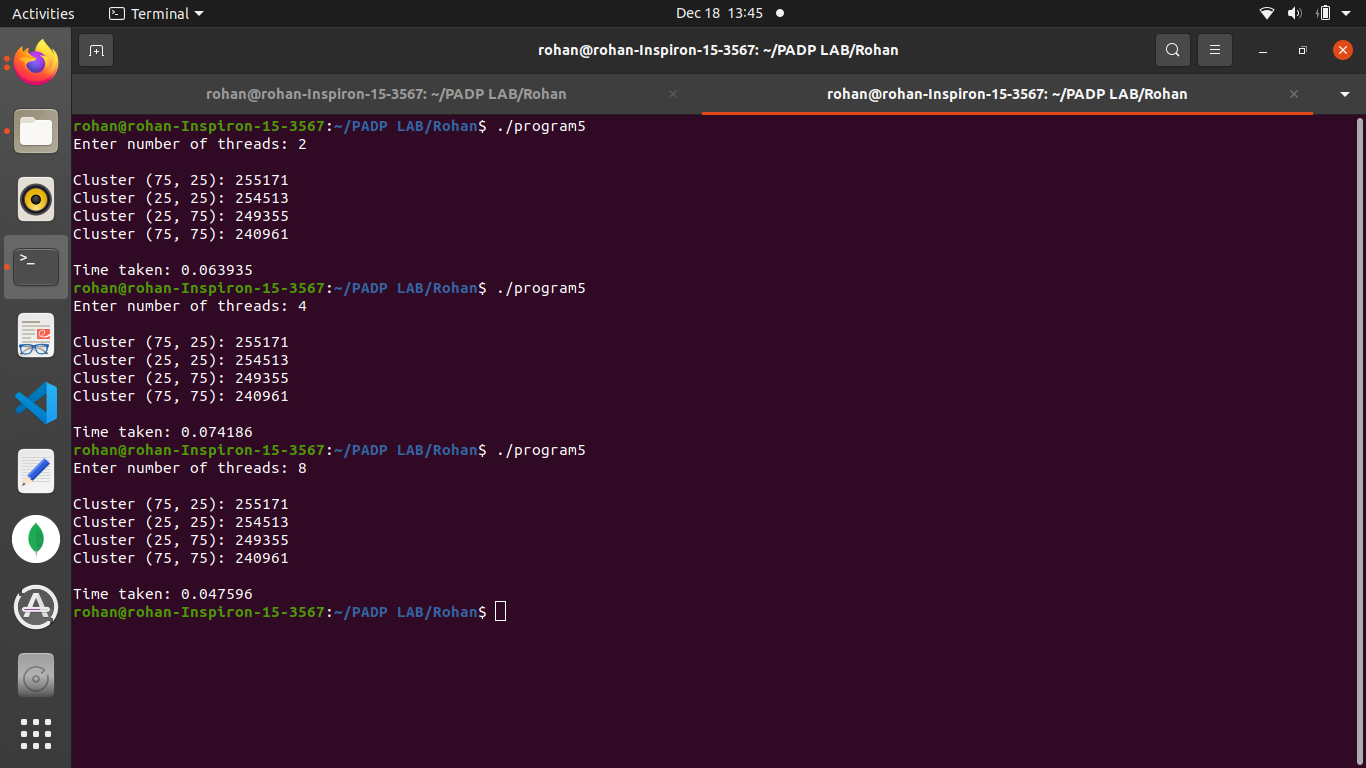 Activities Terminal Dec 18 13:45
rohan@rohan-Inspiron-15-3567: ~/PADP LAB/Rohan
rohan@rohan-Inspiron-15-3567: ~/PADP LAB/Rohan rohan@rohan-Inspiron-15-3567: ~/PADP LAB/Rohan
rohan@rohan-Inspiron-15-3567:~/PADP LAB/Rohan$ ./program5
Enter number of threads: 2
Cluster (75, 25): 255171
Cluster (25, 25): 254513
Cluster (25, 75): 249355
Cluster (75, 75): 240961
Time taken: 0.063935
rohan@rohan-Inspiron-15-3567:~/PADP LAB/Rohan$ ./program5
Enter number of threads: 4
Cluster (75, 25): 255171
Cluster (25, 25): 254513
Cluster (25, 75): 249355
Cluster (75, 75): 240961
Time taken: 0.074186
rohan@rohan-Inspiron-15-3567:~/PADP LAB/Rohan$ ./program5
Enter number of threads: 8
Cluster (75, 25): 255171
Cluster (25, 25): 254513
Cluster (25, 75): 249355
Cluster (75, 75): 240961
Time taken: 0.047596
rohan@rohan-Inspiron-15-3567:~/PADP LAB/Rohan$